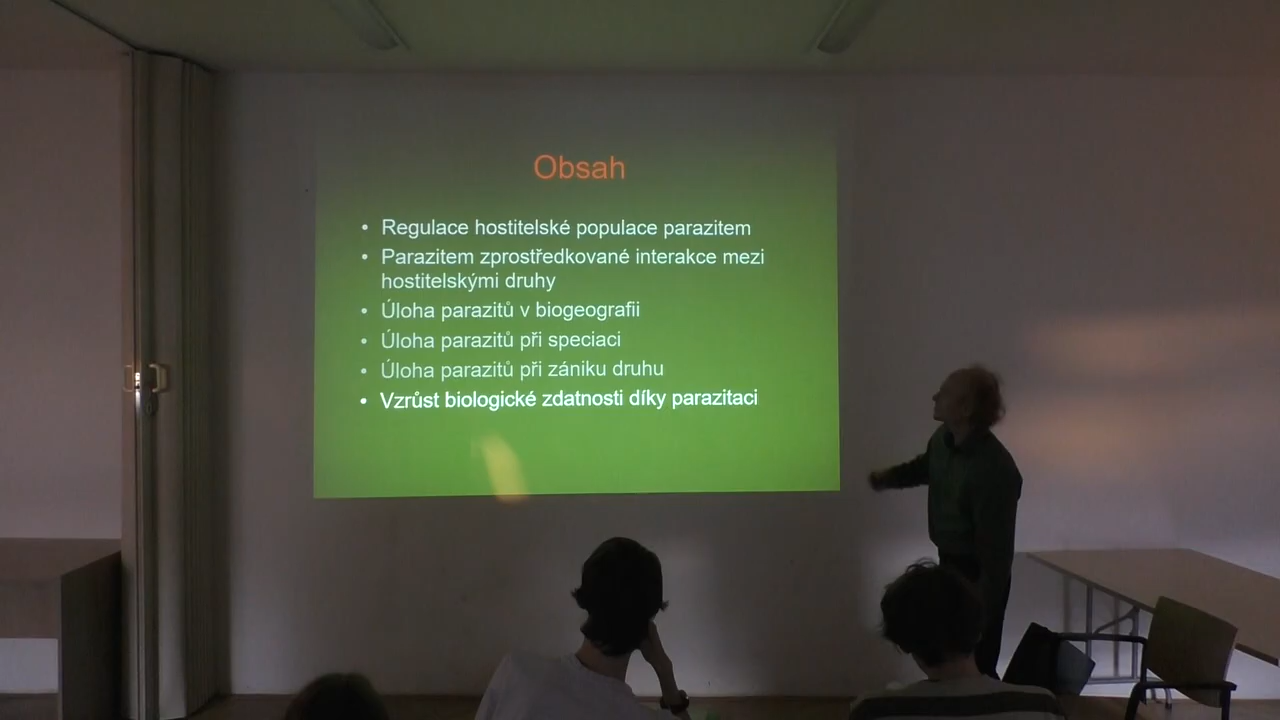 Obsah
• Regulace hostitelské populace parazitem
• Parazitem zprostředkované interakce mezi
hostitelskými druhy
• Úloha parazitů v biogeografii
• Úloha parazitů při speciaci
• Úloha parazitů při zániku druhu
• Vzrůst biologické zdatnosti díky parazitaci